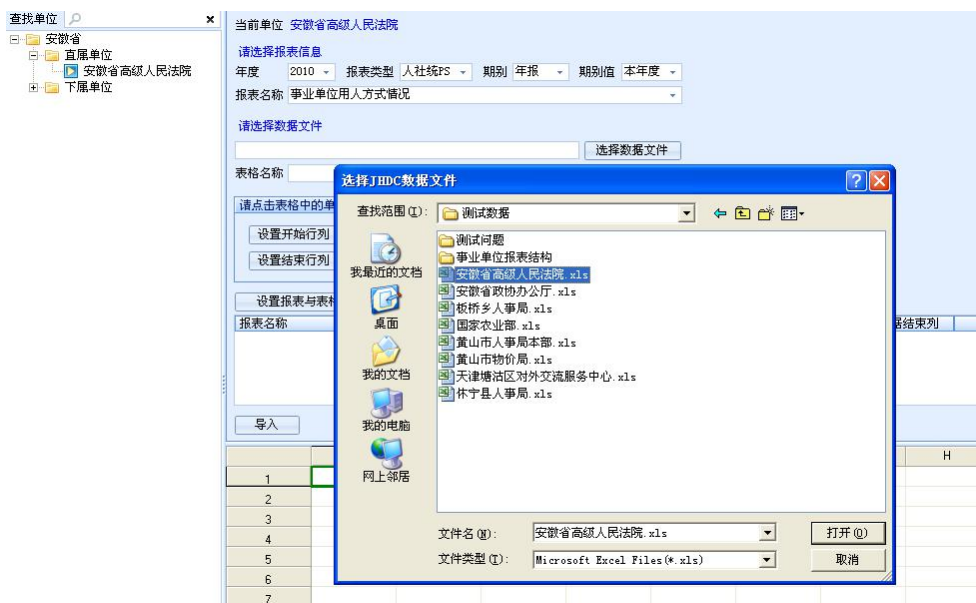 查找单位
安徽省
直属单位
安徽省高级人民法院
下属单位
当前单位 安徽省高级人民法院
请选择报表信息
年度 2010 报表类型 人社统PS 期别 年报 期别值 本年度
报表名称 事业单位用人方式情况
请选择数据文件
选择数据文件
表格名称
请点击表格中的单
设置开始行列
设置结束行列
设置报表与表格
报表名称
据结束列
导入
选择JHDC数据文件
查找范围(I): 测试数据
我最近的文档
桌面
我的文档
我的电脑
网上邻居
测试问题
事业单位报表结构
安徽省高级人民法院.xls
安徽省政协办公厅.xls
板桥乡人事局.xls
国家农业部.xls
黄山市人事局本部.xls
黄山市物价局.xls
天津塘沽区对外交流服务中心.xls
休宁县人事局.xls
文件名(N): 安徽省高级人民法院.xls 打开(O)
文件类型(T): Microsoft Excel Files(*.xls) 取消
H
1
2
3
4
5
6
7